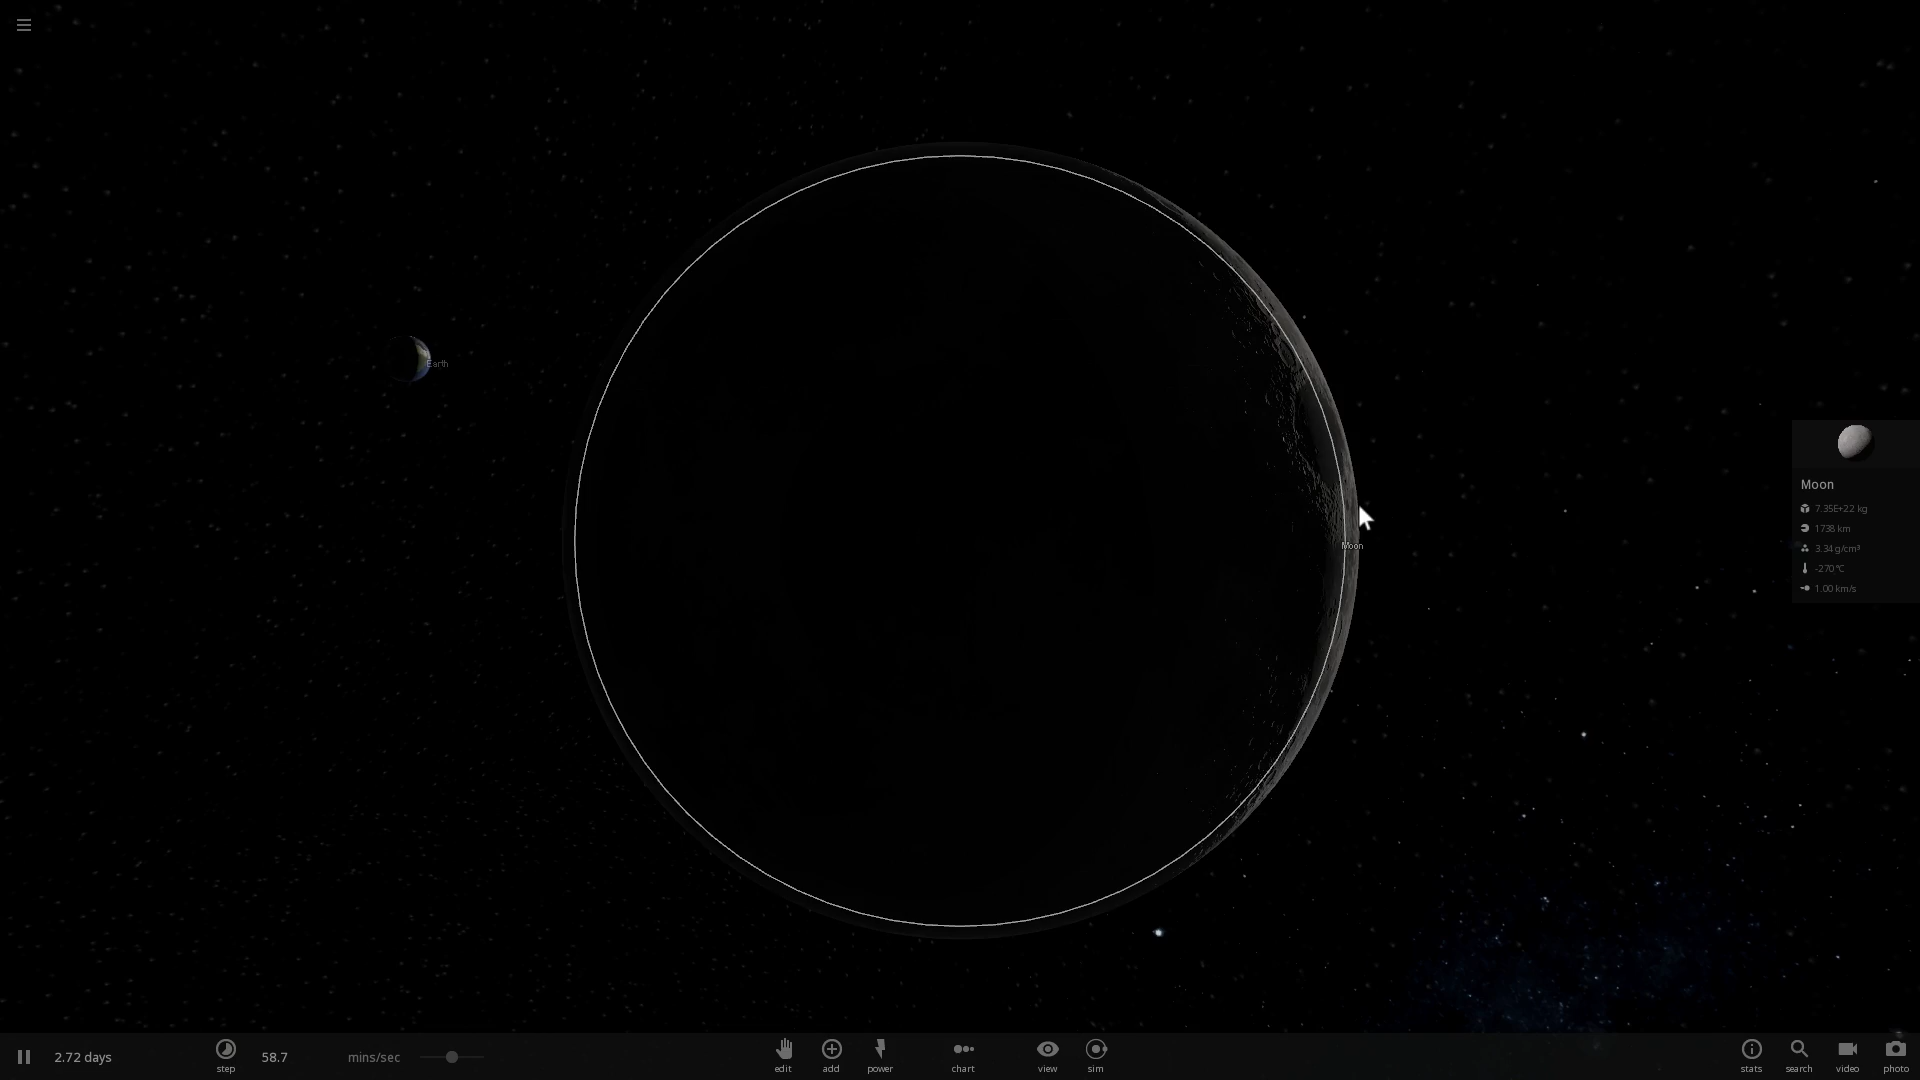 Earth
Moon
Moon
7.35E+22 kg
1738 km
3.34 g/cm³
-270 °C
1.00 km/s
2.72 days
step
58.7
mins/sec
edit
add
power
chart
view
sim
stats
search
video
photo